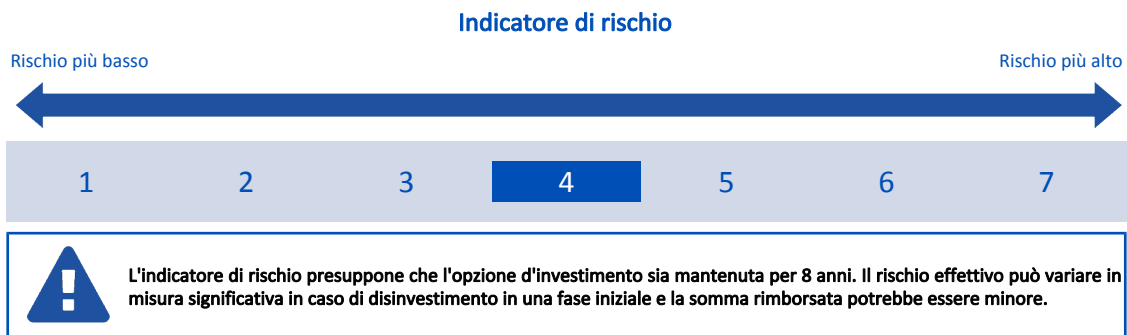 Indicatore di rischio
Rischio più basso
Rischio più alto
1 2 3 4 5 6 7
L'indicatore di rischio presuppone che l'opzione d'investimento sia mantenuta per 8 anni. Il rischio effettivo può variare in
misura significativa in caso di disinvestimento in una fase iniziale e la somma rimborsata potrebbe essere minore.